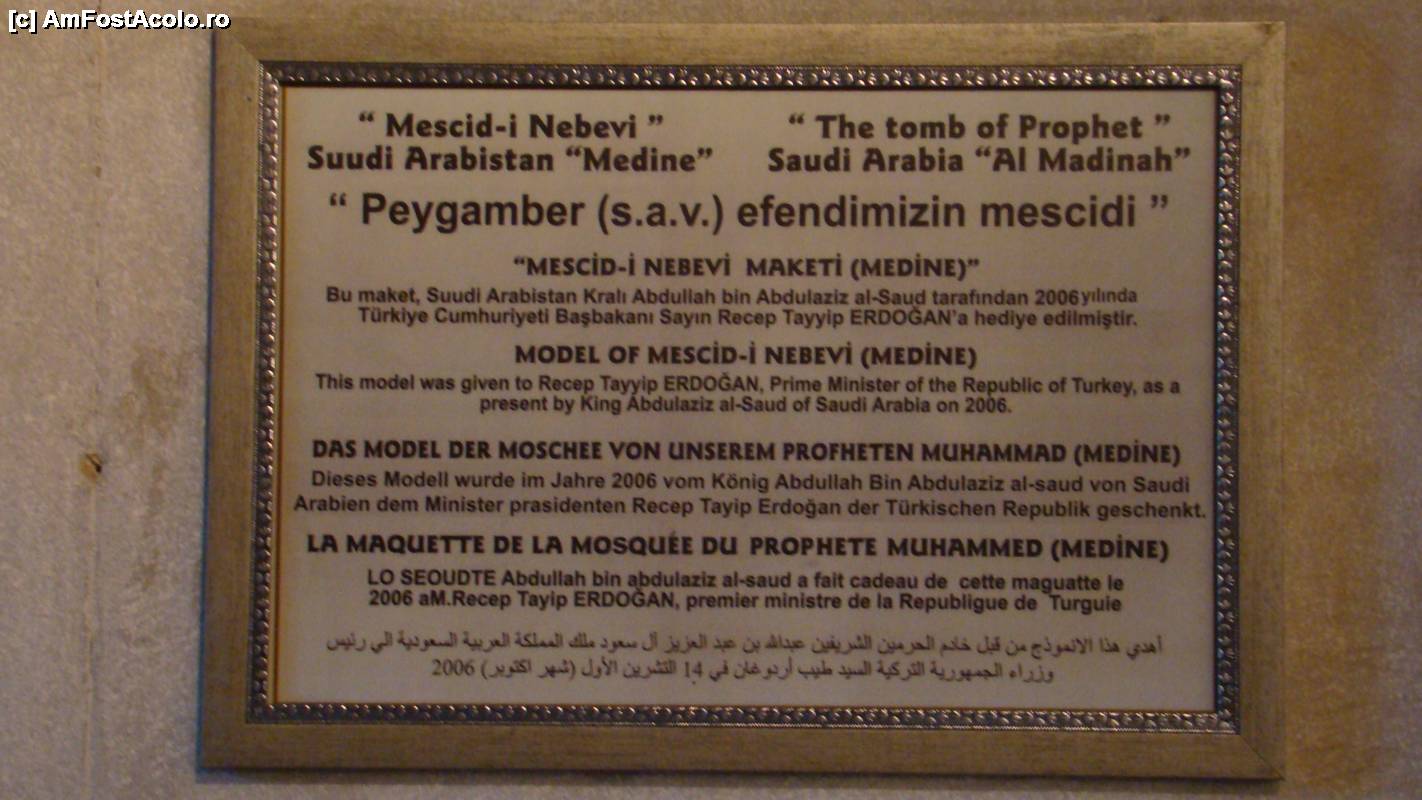 [c] AmFostAcolo.ro
“ Mescid-i Nebevi ”
Suudi Arabistan “Medine”
“ The tomb of Prophet ”
Saudi Arabia “Al Madinah”
“ Peygamber (s.a.v.) efendimizin mescidi ”
“MESCİD-İ NEBEVİ MAKETİ (MEDİNE)”
Bu maket, Suudi Arabistan Kralı Abdullah bin Abdulaziz al-Saud tarafından 2006 yılında
Türkiye Cumhuriyeti Başbakanı Sayın Recep Tayyip ERDOĞAN’a hediye edilmiştir.
MODEL OF MESCİD-İ NEBEVİ (MEDİNE)
This model was given to Recep Tayyip ERDOĞAN, Prime Minister of the Republic of Turkey, as a
present by King Abdulaziz al-Saud of Saudi Arabia on 2006.
DAS MODEL DER MOSCHEE VON UNSEREM PROFHETEN MUHAMMAD (MEDİNE)
Dieses Modell wurde im Jahre 2006 vom König Abdullah Bin Abdulaziz al-saud von Saudi
Arabien dem Minister prasidenten Recep Tayip Erdoğan der Türkischen Republik geschenkt.
LA MAQUETTE DE LA MOSQUÉE DU PROPHETE MUHAMMED (MEDİNE)
LO SEOUDTE Abdullah bin abdulaziz al-saud a fait cadeau de cette maguatte le
2006 aM.Recep Tayip ERDOĞAN, premier ministre de la Republigue de Turguie
أهدي هذا الانموذج من قبل خادم الحرمين الشريفين عبدالله بن عبد العزيز آل سعود ملك المملكة العربية السعودية الي رئيس
وزراء الجمهورية التركية السيد طيب أردوغان في 14 التشرين الأول (شهر اكتوبر) 2006